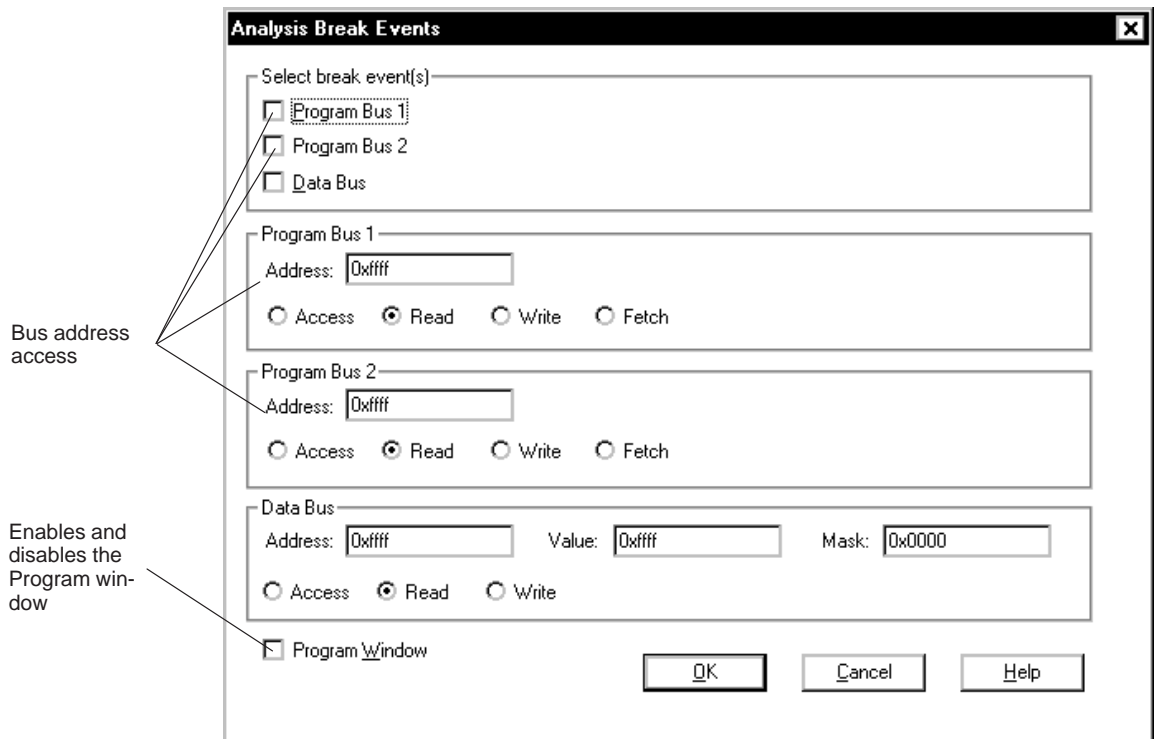 Analysis Break Events
Select break event(s)
Program Bus 1
Program Bus 2
Data Bus
Program Bus 1
Address: 0xffff
Access Read Write Fetch
Bus address
access
Program Bus 2
Address: 0xffff
Access Read Write Fetch
Data Bus
Address: 0xffff Value: 0xffff Mask: 0x0000
Access Read Write
Enables and
disables the
Program win-
dow
Program Window
OK Cancel Help